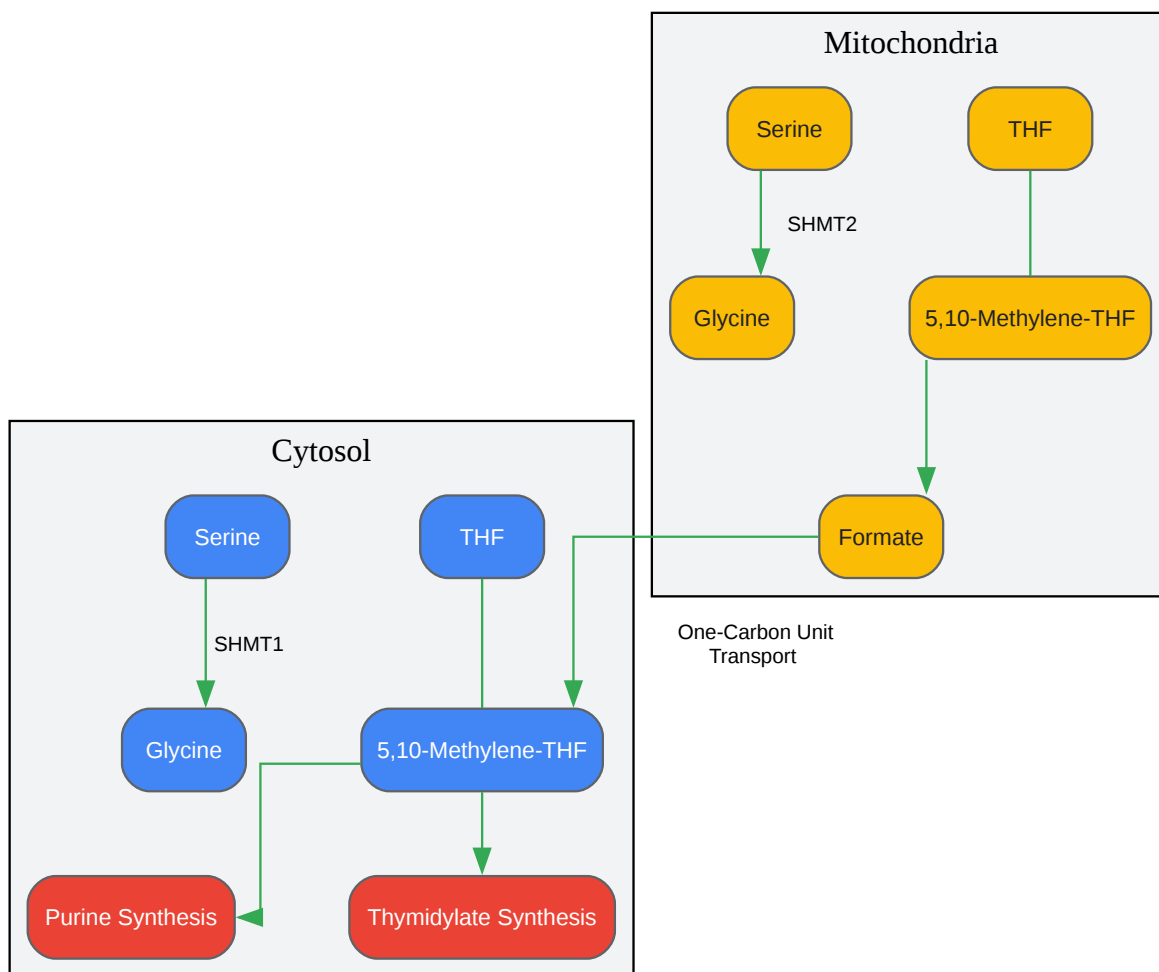 Mitochondria
Serine
THF
SHMT2
Glycine
5,10-Methylene-THF
Formate
One-Carbon Unit
Transport
Cytosol
Serine
THF
SHMT1
Glycine
5,10-Methylene-THF
Purine Synthesis
Thymidylate Synthesis